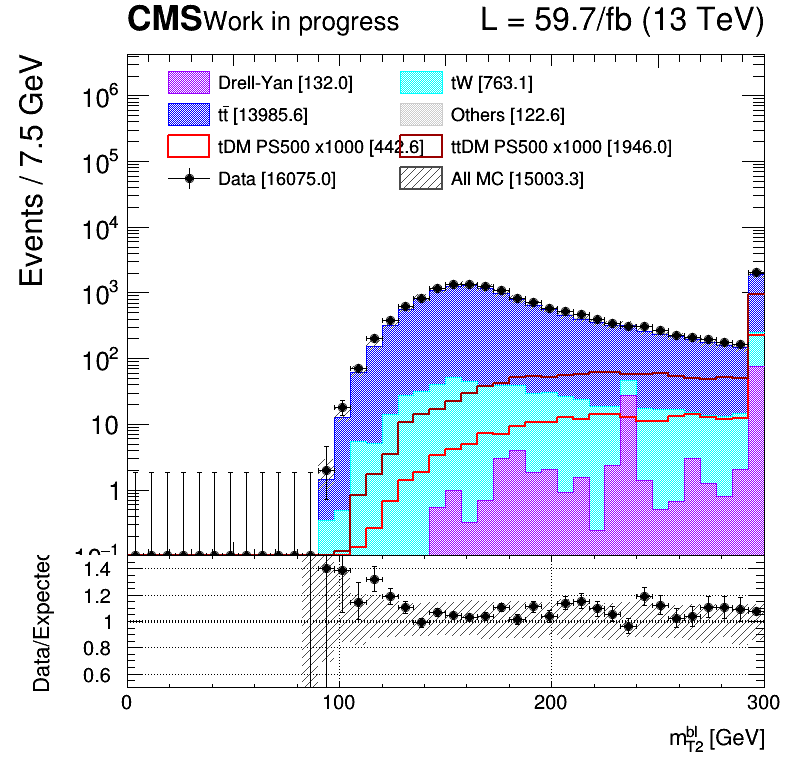 CMS Work in progress L = 59.7/fb (13 TeV)
Events / 7.5 GeV
10⁶
10⁵
10⁴
10³
10²
10
1
10⁻¹
Drell-Yan [132.0]
tW [763.1]
tt̄ [13985.6]
Others [122.6]
tDM PS500 x1000 [442.6]
ttDM PS500 x1000 [1946.0]
Data [16075.0]
All MC [15003.3]
Data/Expected
1.4
1.2
1
0.8
0.6
0 100 200 300
m_{T2}^{bl} [GeV]